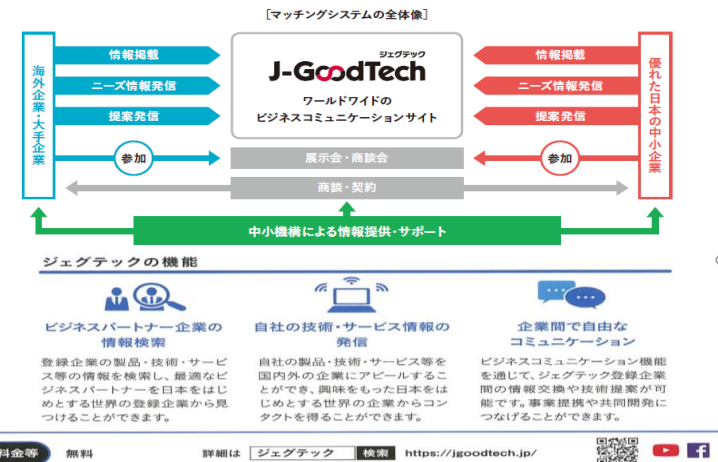 ［マッチングシステムの全体像］
海外企業・大手企業
情報掲載
ニーズ情報発信
提案発信
参加
ジェグテック
J-GoodTech
ワールドワイドの
ビジネスコミュニケーションサイト
展示会・商談会
商談・契約
情報掲載
ニーズ情報発信
提案発信
参加
優れた日本の中小企業
中小機構による情報提供・サポート
ジェグテックの機能
ビジネスパートナー企業の
情報検索
登録企業の製品・技術・サービ
ス等の情報を検索し、最適なビ
ジネスパートナーを日本をはじ
めとする世界の登録企業から見
つけることができます。
自社の技術・サービス情報の
発信
自社の製品・技術・サービス等を
国内外の企業にアピールするこ
とができ、興味をもった日本をは
じめとする世界の企業からコン
タクトを得ることができます。
企業間で自由な
コミュニケーション
ビジネスコミュニケーション機能
を通じて、ジェグテック登録企業
間の情報交換や技術提案が可
能です。事業提携や共同開発に
つなげることができます。
料金等 無料 詳細は ジェグテック 検索 https://jgoodtech.jp/